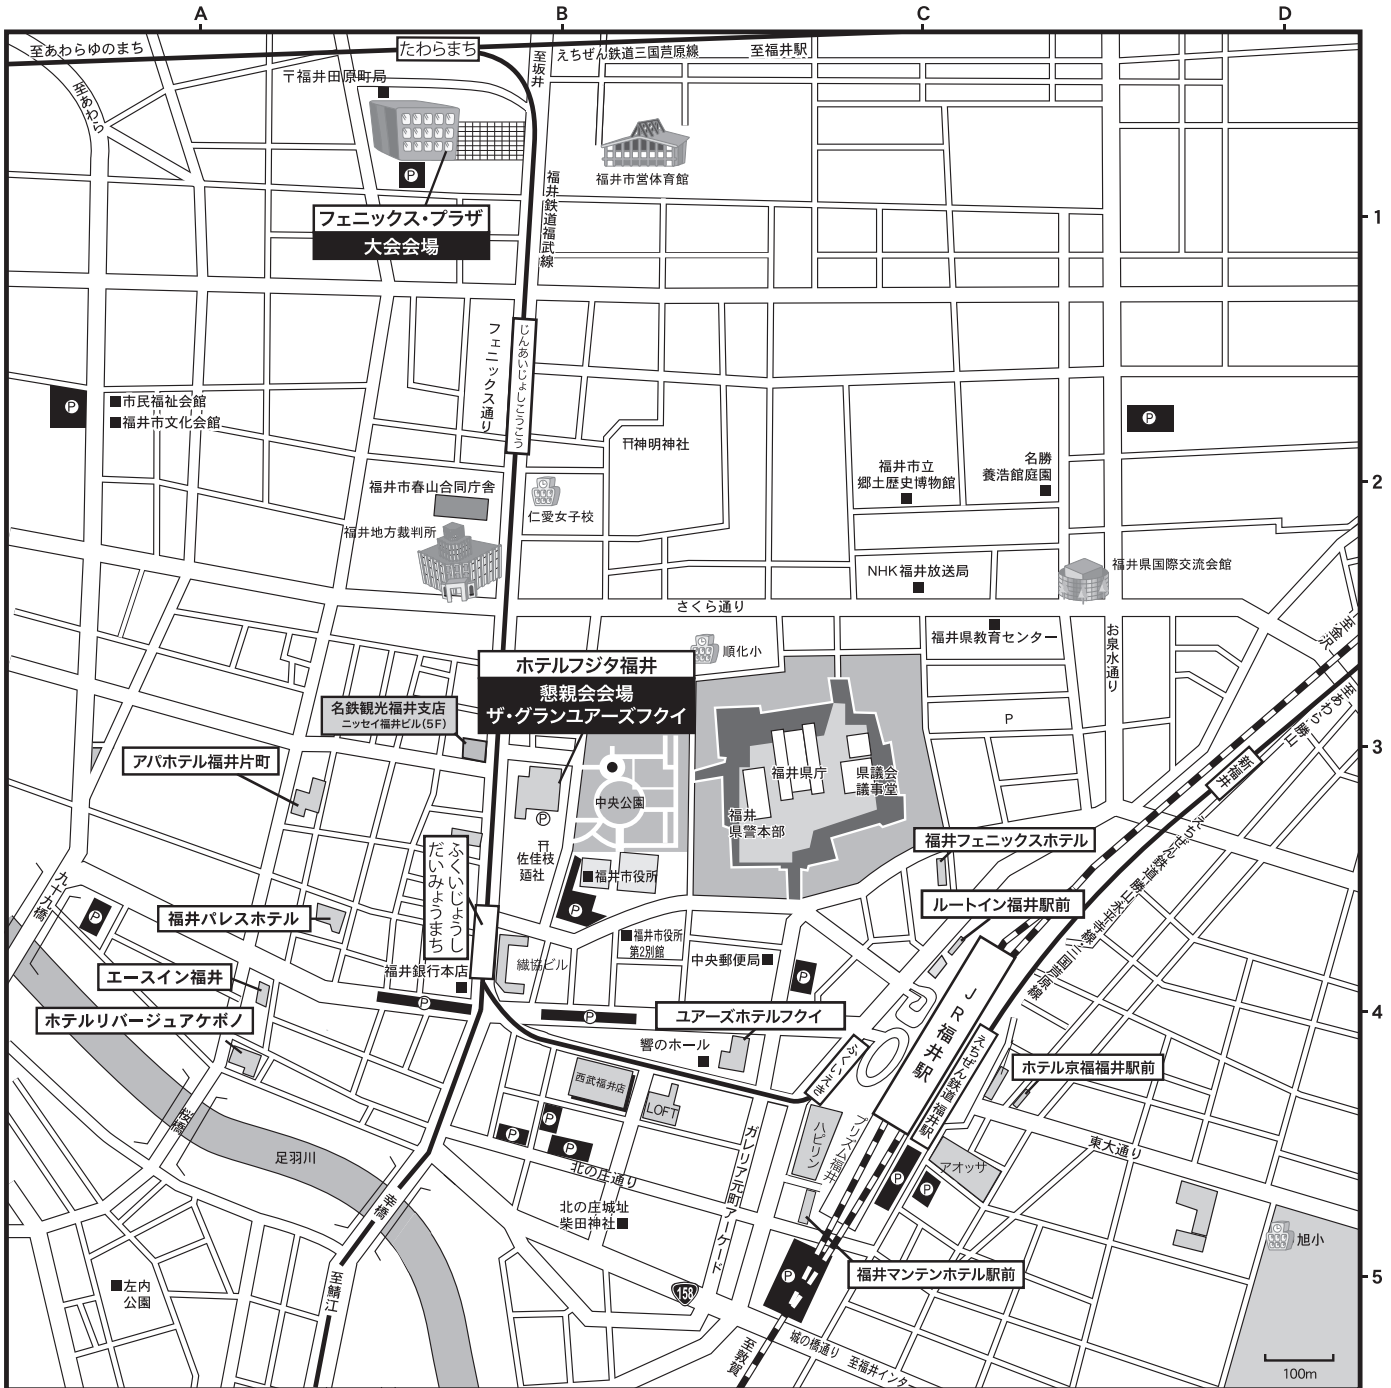 A
B
C
D
至あわらゆのまち
たわらまち
えちぜん鉄道三国芦原線
至福井駅
至坂井
至あわら
〒福井田原町局
P
福井市営体育館
福井鉄道福武線
フェニックス・プラザ
大会会場
1
フェニックス通り
じんあいじょしこうこう
P
市民福祉会館
福井市文化会館
神明神社
P
福井市立
郷土歴史博物館
名勝
養浩館庭園
2
福井市春山合同庁舎
仁愛女子校
福井地方裁判所
NHK福井放送局
福井県国際交流会館
さくら通り
福井県教育センター
お泉水通り
至金沢
順化小
ホテルフジタ福井
懇親会会場
ザ・グランユアーズフクイ
名鉄観光福井支店
ニッセイ福井ビル(5F)
至あわら
勝山
P
3
アパホテル福井片町
福井県庁
県議会
議事堂
福井
県警本部
中央公園
新福井
P
佐佳枝
廼社
福井市役所
福井フェニックスホテル
えちぜん鉄道勝山永平寺線
三国芦原線
ふくいじょうし
だいみょうまち
九十九橋
P
福井パレスホテル
P
ルートイン福井駅前
福井市役所
第2別館
繊協ビル
中央郵便局
P
エースイン福井
福井銀行本店
P
P
ユアーズホテルフクイ
JR福井駅
4
ホテルリバージュアケボノ
響のホール
ふくいえき
えちぜん鉄道 福井駅
ホテル京福福井駅前
西武福井店
LOFT
桜橋
足羽川
P
P
P
北の庄通り
ガレリア元町アーケード
ハピリン
プリズム福井
アオッサ
東大通り
P
P
幸橋
北の庄城址
柴田神社
旭小
福井マンテンホテル駅前
P
158
5
至鯖江
左内
公園
至敦賀
城の橋通り
至福井インター
100m